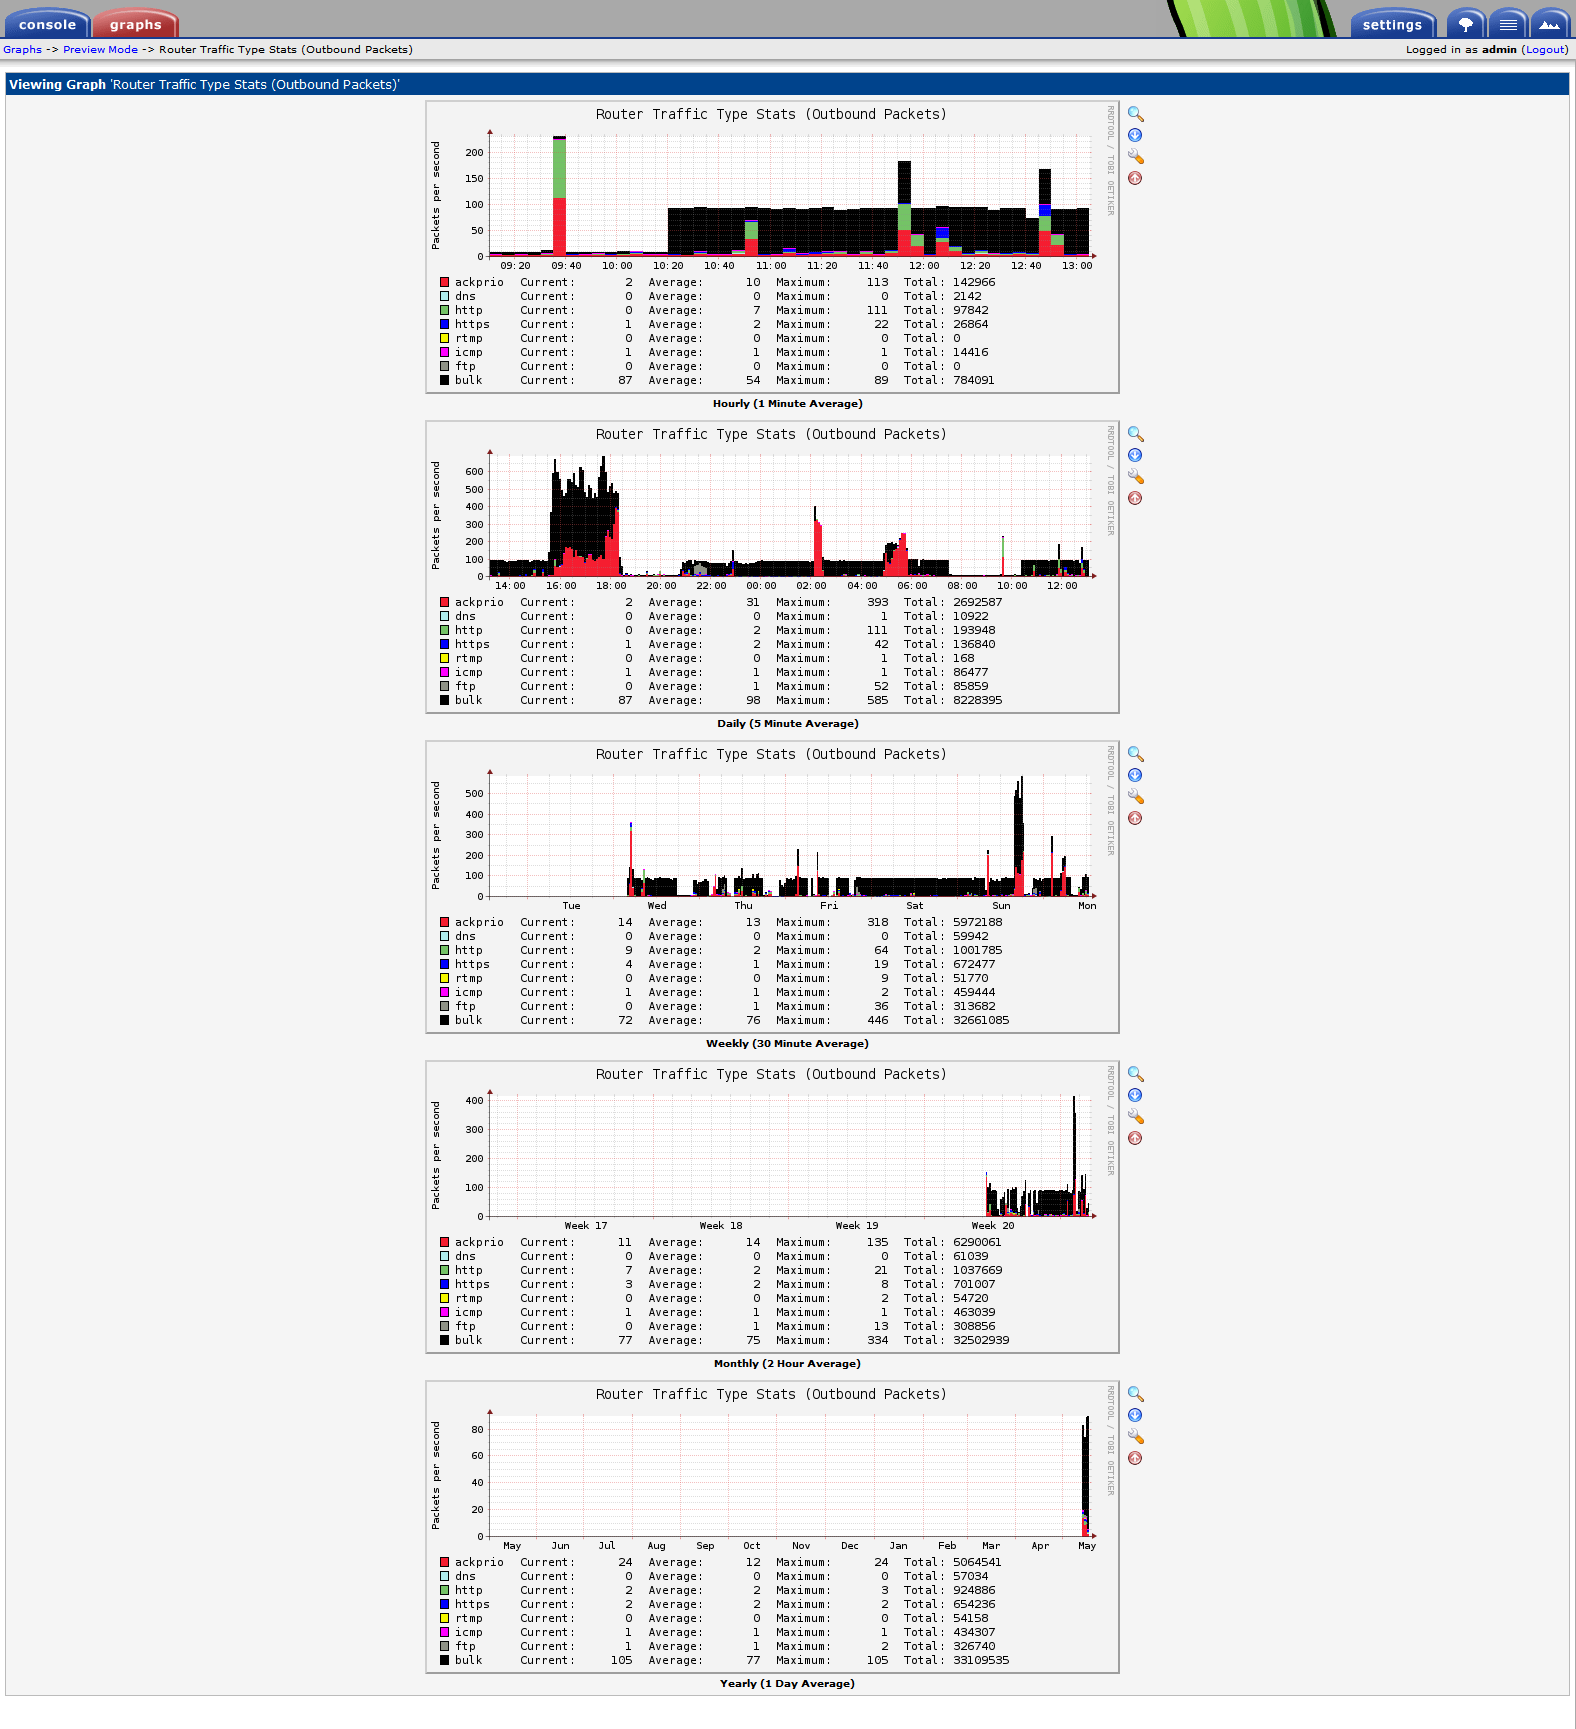 console graphs settings
Graphs -> Preview Mode -> Router Traffic Type Stats (Outbound Packets) Logged in as admin (Logout)
Viewing Graph 'Router Traffic Type Stats (Outbound Packets)'
Router Traffic Type Stats (Outbound Packets)
RRDTOOL / TOBI OETIKER
Packets per second
200
150
100
50
0
09:20 09:40 10:00 10:20 10:40 11:00 11:20 11:40 12:00 12:20 12:40 13:00
ackprio Current: 2 Average: 10 Maximum: 113 Total: 142966
dns Current: 0 Average: 0 Maximum: 0 Total: 2142
http Current: 0 Average: 7 Maximum: 111 Total: 97842
https Current: 1 Average: 2 Maximum: 22 Total: 26864
rtmp Current: 0 Average: 0 Maximum: 0 Total: 0
icmp Current: 1 Average: 1 Maximum: 1 Total: 14416
ftp Current: 0 Average: 0 Maximum: 0 Total: 0
bulk Current: 87 Average: 54 Maximum: 89 Total: 784091
Hourly (1 Minute Average)
Router Traffic Type Stats (Outbound Packets)
RRDTOOL / TOBI OETIKER
Packets per second
600
500
400
300
200
100
0
14:00 16:00 18:00 20:00 22:00 00:00 02:00 04:00 06:00 08:00 10:00 12:00
ackprio Current: 2 Average: 31 Maximum: 393 Total: 2692587
dns Current: 0 Average: 0 Maximum: 1 Total: 10922
http Current: 0 Average: 2 Maximum: 111 Total: 193948
https Current: 1 Average: 2 Maximum: 42 Total: 136840
rtmp Current: 0 Average: 0 Maximum: 1 Total: 168
icmp Current: 1 Average: 1 Maximum: 1 Total: 86477
ftp Current: 0 Average: 1 Maximum: 52 Total: 85859
bulk Current: 87 Average: 98 Maximum: 585 Total: 8228395
Daily (5 Minute Average)
Router Traffic Type Stats (Outbound Packets)
RRDTOOL / TOBI OETIKER
Packets per second
500
400
300
200
100
0
Tue Wed Thu Fri Sat Sun Mon
ackprio Current: 14 Average: 13 Maximum: 318 Total: 5972188
dns Current: 0 Average: 0 Maximum: 0 Total: 59942
http Current: 9 Average: 2 Maximum: 64 Total: 1001785
https Current: 4 Average: 1 Maximum: 19 Total: 672477
rtmp Current: 0 Average: 0 Maximum: 9 Total: 51770
icmp Current: 1 Average: 1 Maximum: 2 Total: 459444
ftp Current: 0 Average: 1 Maximum: 36 Total: 313682
bulk Current: 72 Average: 76 Maximum: 446 Total: 32661085
Weekly (30 Minute Average)
Router Traffic Type Stats (Outbound Packets)
RRDTOOL / TOBI OETIKER
Packets per second
400
300
200
100
0
Week 17 Week 18 Week 19 Week 20
ackprio Current: 11 Average: 14 Maximum: 135 Total: 6290061
dns Current: 0 Average: 0 Maximum: 0 Total: 61039
http Current: 7 Average: 2 Maximum: 21 Total: 1037669
https Current: 3 Average: 2 Maximum: 8 Total: 701007
rtmp Current: 0 Average: 0 Maximum: 2 Total: 54720
icmp Current: 1 Average: 1 Maximum: 1 Total: 463039
ftp Current: 0 Average: 1 Maximum: 13 Total: 308856
bulk Current: 77 Average: 75 Maximum: 334 Total: 32502939
Monthly (2 Hour Average)
Router Traffic Type Stats (Outbound Packets)
RRDTOOL / TOBI OETIKER
Packets per second
80
60
40
20
0
May Jun Jul Aug Sep Oct Nov Dec Jan Feb Mar Apr May
ackprio Current: 24 Average: 12 Maximum: 24 Total: 5064541
dns Current: 0 Average: 0 Maximum: 0 Total: 57034
http Current: 2 Average: 2 Maximum: 3 Total: 924886
https Current: 2 Average: 2 Maximum: 2 Total: 654236
rtmp Current: 0 Average: 0 Maximum: 0 Total: 54158
icmp Current: 1 Average: 1 Maximum: 1 Total: 434307
ftp Current: 1 Average: 1 Maximum: 2 Total: 326740
bulk Current: 105 Average: 77 Maximum: 105 Total: 33109535
Yearly (1 Day Average)